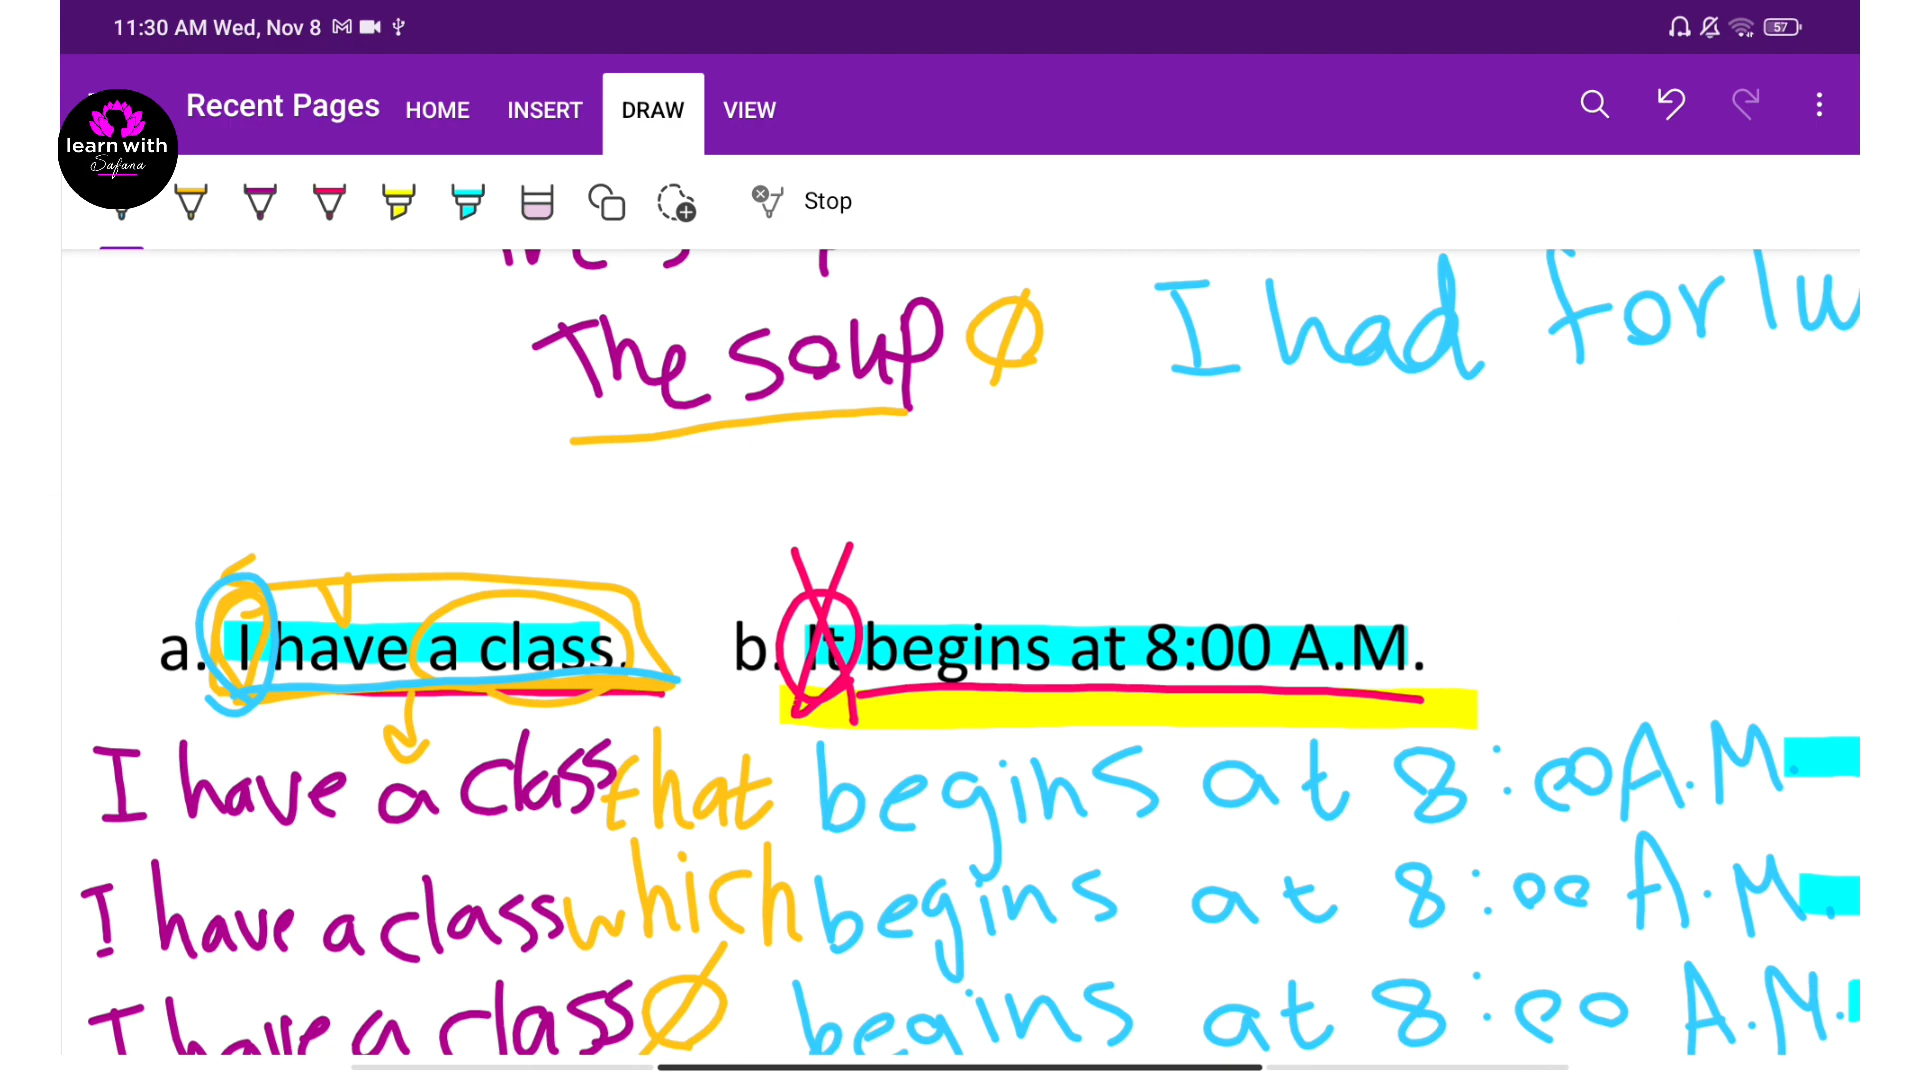 11:30 AM Wed, Nov 8
57
learn with
Safana
Recent Pages HOME INSERT DRAW VIEW
Stop
The soup Ø I had for lu
a. I have a class. b. It begins at 8:00 A.M.
I have a class that begins at 8:00 A.M.
I have a class which begins at 8:00 A.M.
I have a class Ø begins at 8:00 A.M.